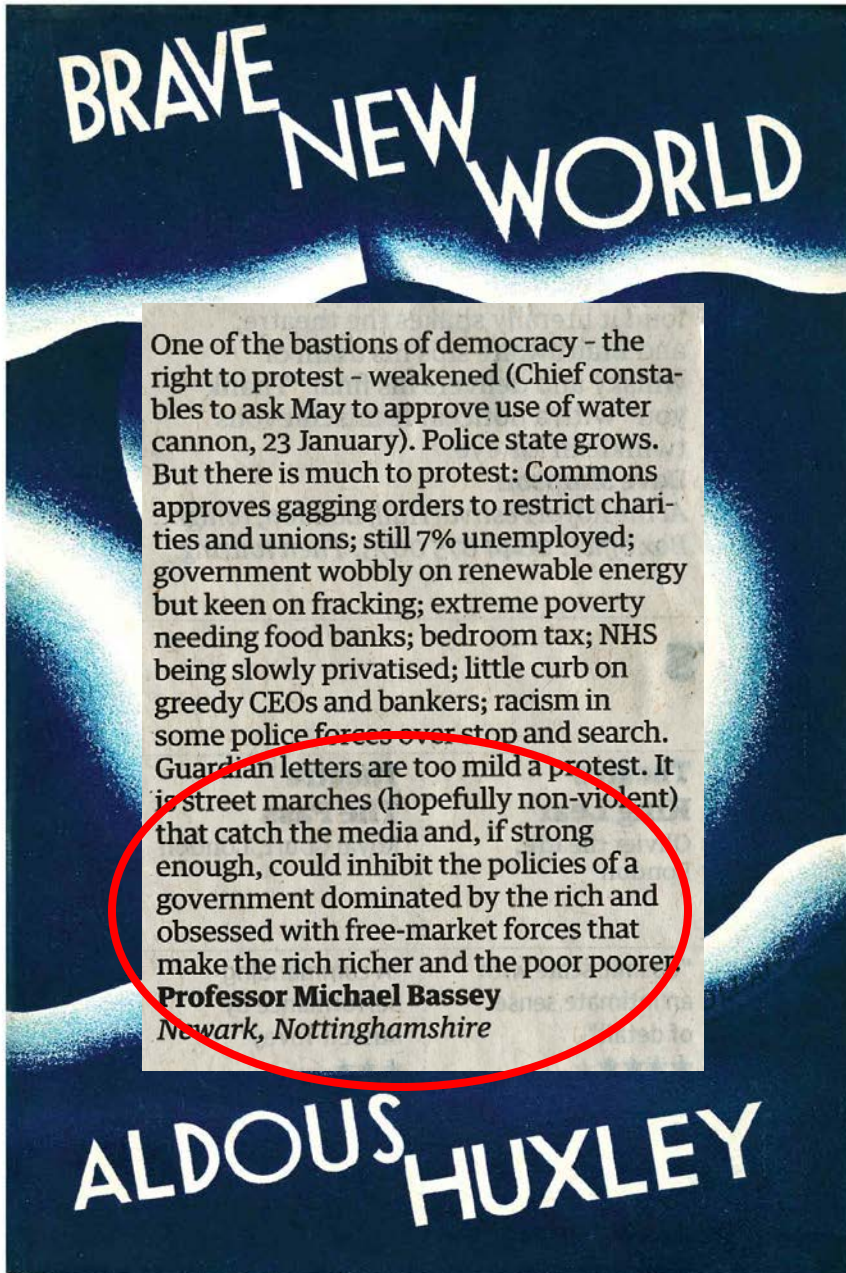 BRAVE
NEW
WORLD
One of the bastions of democracy – the
right to protest – weakened (Chief consta-
bles to ask May to approve use of water
cannon, 23 January). Police state grows.
But there is much to protest: Commons
approves gagging orders to restrict chari-
ties and unions; still 7% unemployed;
government wobbly on renewable energy
but keen on fracking; extreme poverty
needing food banks; bedroom tax; NHS
being slowly privatised; little curb on
greedy CEOs and bankers; racism in
some police forces over stop and search.
Guardian letters are too mild a protest. It
is street marches (hopefully non-violent)
that catch the media and, if strong
enough, could inhibit the policies of a
government dominated by the rich and
obsessed with free-market forces that
make the rich richer and the poor poorer.
Professor Michael Bassey
Newark, Nottinghamshire
ALDOUS
HUXLEY